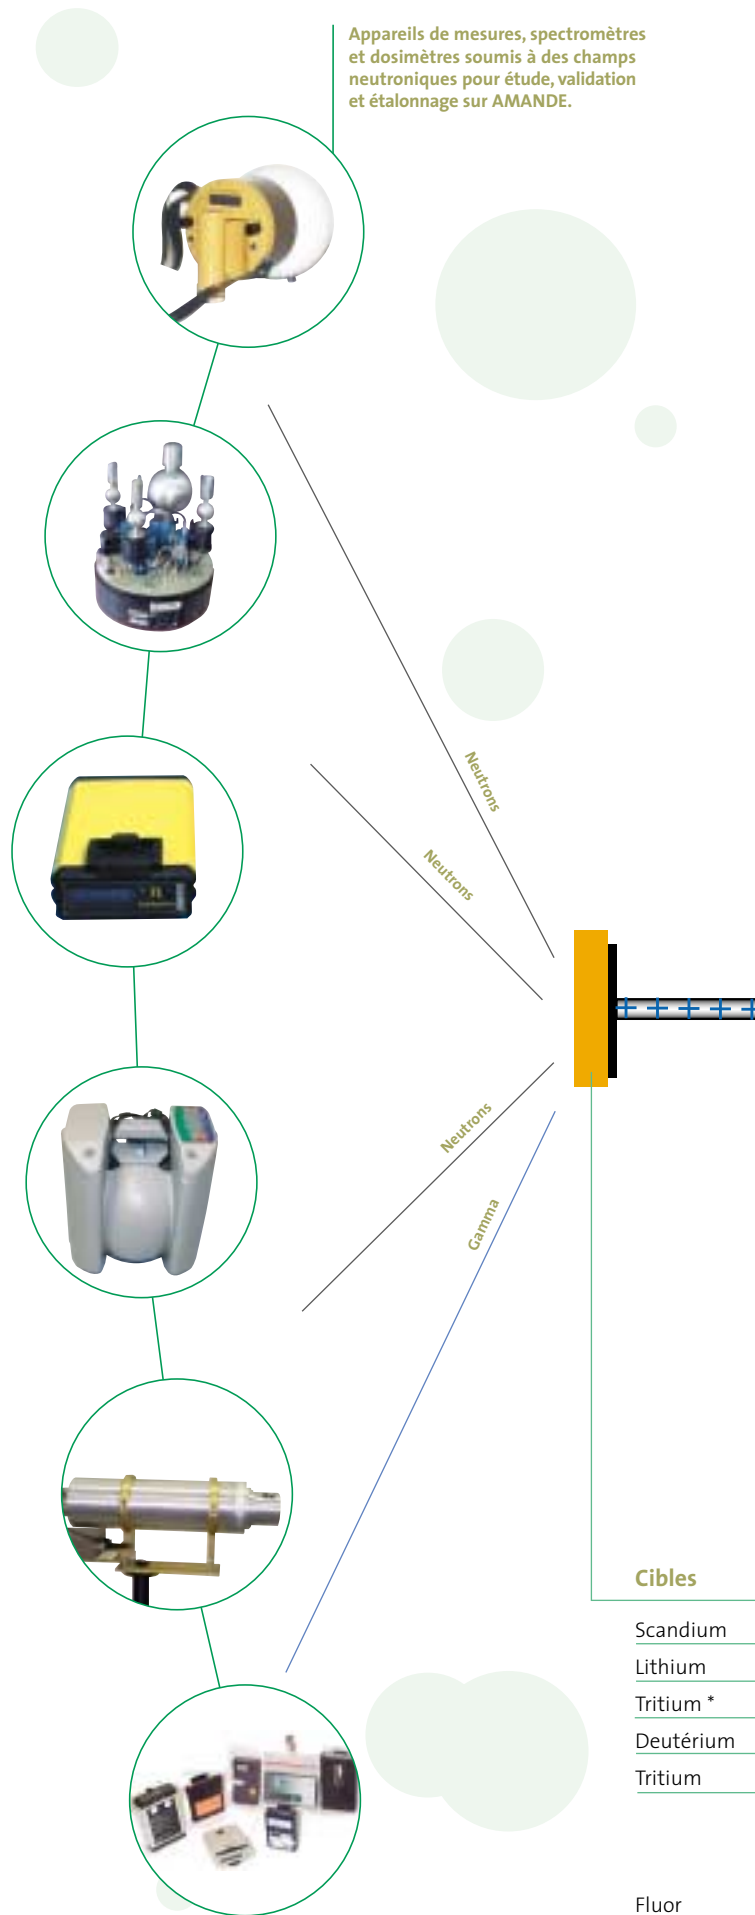 Appareils de mesures, spectromètres
et dosimètres soumis à des champs
neutroniques pour étude, validation
et étalonnage sur AMANDE.
Neutrons
Neutrons
Neutrons
Gamma
Cibles
Scandium
Lithium
Tritium *
Deutérium
Tritium
Fluor